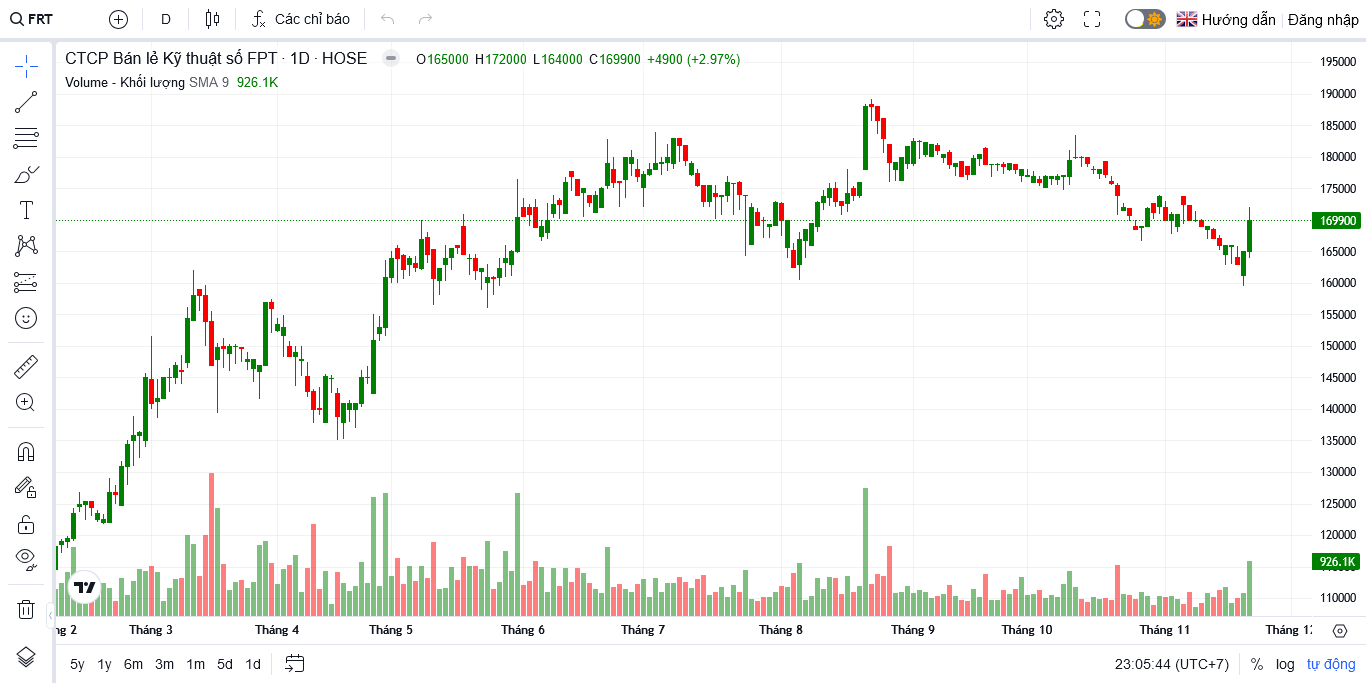 FRT D Các chỉ báo Hướng dẫn Đăng nhập
CTCP Bán lẻ Kỹ thuật số FPT · 1D · HOSE O165000 H172000 L164000 C169900 +4900 (+2.97%)
Volume - Khối lượng SMA 9 926.1K
195000
190000
185000
180000
175000
169900
165000
160000
155000
150000
145000
140000
135000
130000
125000
120000
926.1K
110000
ng 2 Tháng 3 Tháng 4 Tháng 5 Tháng 6 Tháng 7 Tháng 8 Tháng 9 Tháng 10 Tháng 11 Tháng 12
5y 1y 6m 3m 1m 5d 1d 23:05:44 (UTC+7) % log tự động